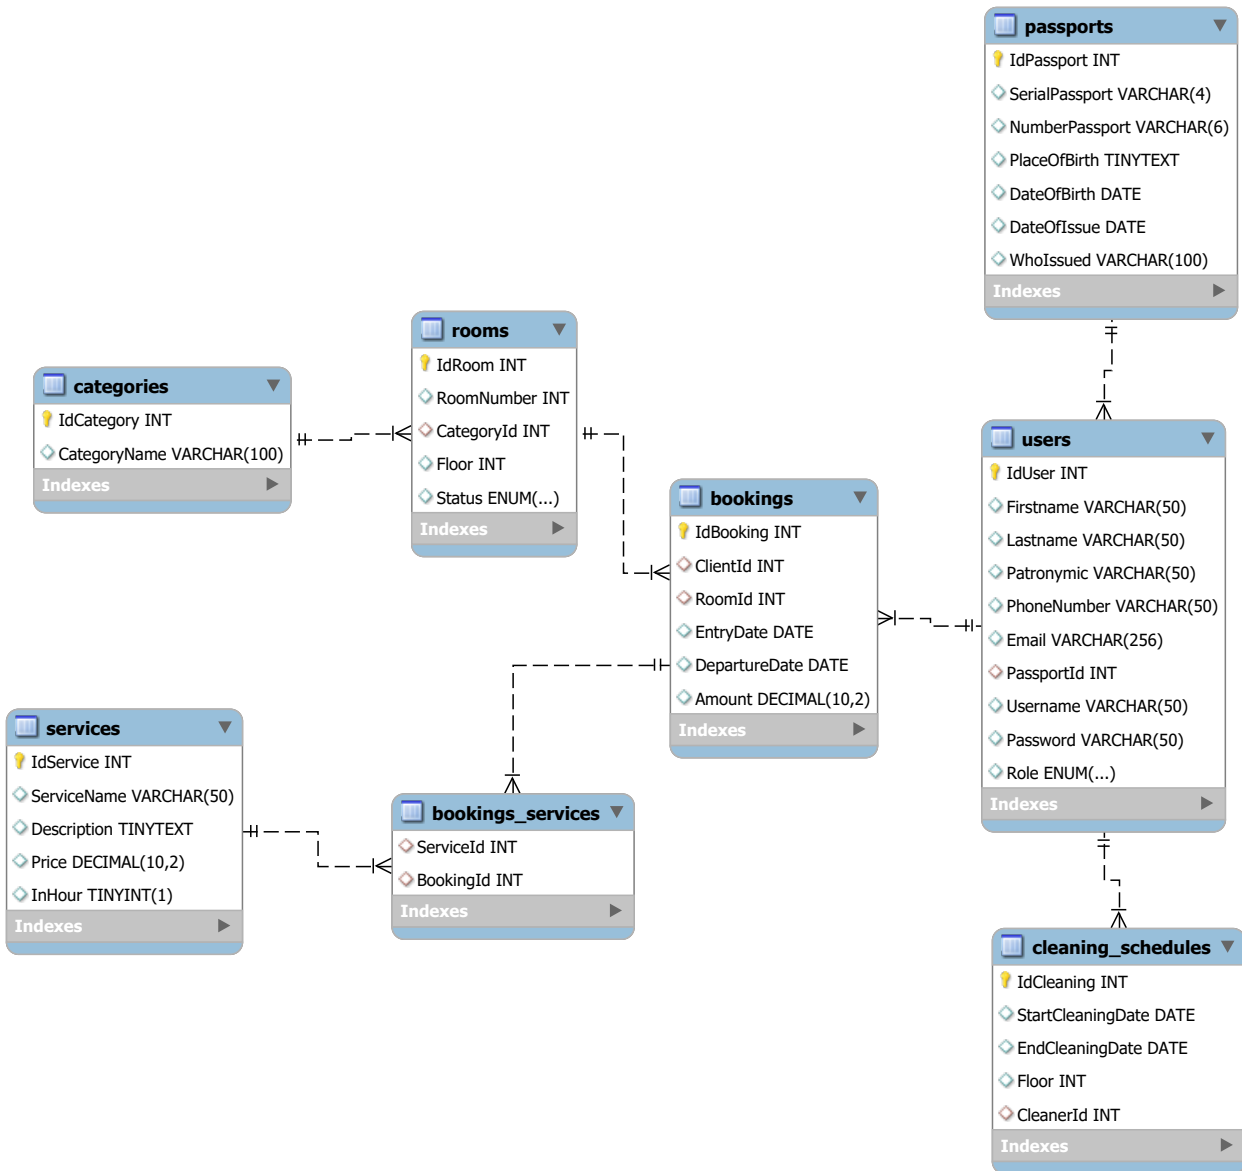 passports
IdPassport INT
SerialPassport VARCHAR(4)
NumberPassport VARCHAR(6)
PlaceOfBirth TINYTEXT
DateOfBirth DATE
DateOfIssue DATE
WhoIssued VARCHAR(100)
Indexes
rooms
IdRoom INT
RoomNumber INT
CategoryId INT
Floor INT
Status ENUM(...)
Indexes
categories
IdCategory INT
CategoryName VARCHAR(100)
Indexes
users
IdUser INT
Firstname VARCHAR(50)
Lastname VARCHAR(50)
Patronymic VARCHAR(50)
PhoneNumber VARCHAR(50)
Email VARCHAR(256)
PassportId INT
Username VARCHAR(50)
Password VARCHAR(50)
Role ENUM(...)
Indexes
bookings
IdBooking INT
ClientId INT
RoomId INT
EntryDate DATE
DepartureDate DATE
Amount DECIMAL(10,2)
Indexes
services
IdService INT
ServiceName VARCHAR(50)
Description TINYTEXT
Price DECIMAL(10,2)
InHour TINYINT(1)
Indexes
bookings_services
ServiceId INT
BookingId INT
Indexes
cleaning_schedules
IdCleaning INT
StartCleaningDate DATE
EndCleaningDate DATE
Floor INT
CleanerId INT
Indexes